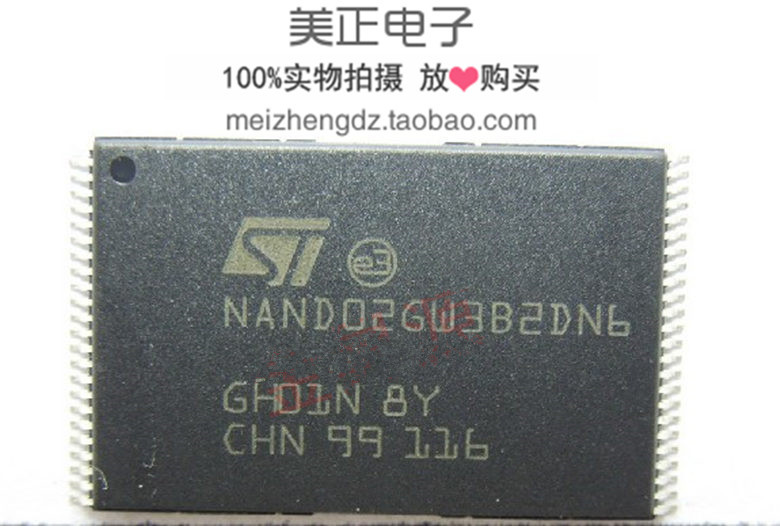 美正电子
100%实物拍摄 放❤购买
meizhengdz.taobao.com
ST e3
NAND02GW3B2DN6
8Y
CHN 99 116